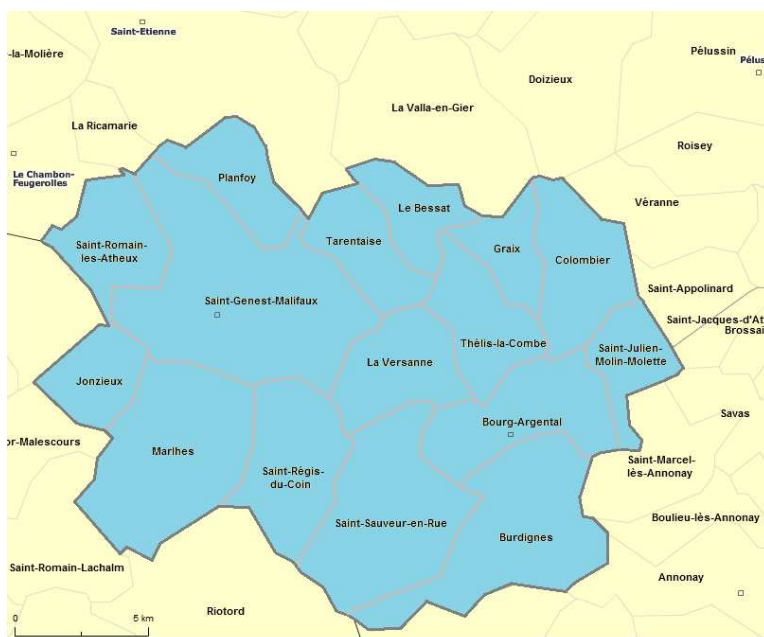 Saint-Etienne
-la-Molière
Pélussin
Pélus
Doizieux
La Valla-en-Gier
La Ricamarie
Roisey
Le Chambon-
Feugerolles
Planfoy
Le Bessat
Véranne
Tarentaise
Saint-Romain-
les-Atheux
Graix
Colombier
Saint-Appolinard
Saint-Genest-Malifaux
Saint-Jacques-d'At
Brossai
Thélis-la-Combe
Saint-Julien-
Molin-Molette
La Versanne
Jonzieux
Savas
Bourg-Argental
or-Malescours
Marlhes
Saint-Régis-
du-Coin
Saint-Marcel-
lès-Annonay
Saint-Sauveur-en-Rue
Boulieu-lès-Annonay
Burdignes
Saint-Romain-Lachalm
Annonay
Riotord
0 5 km